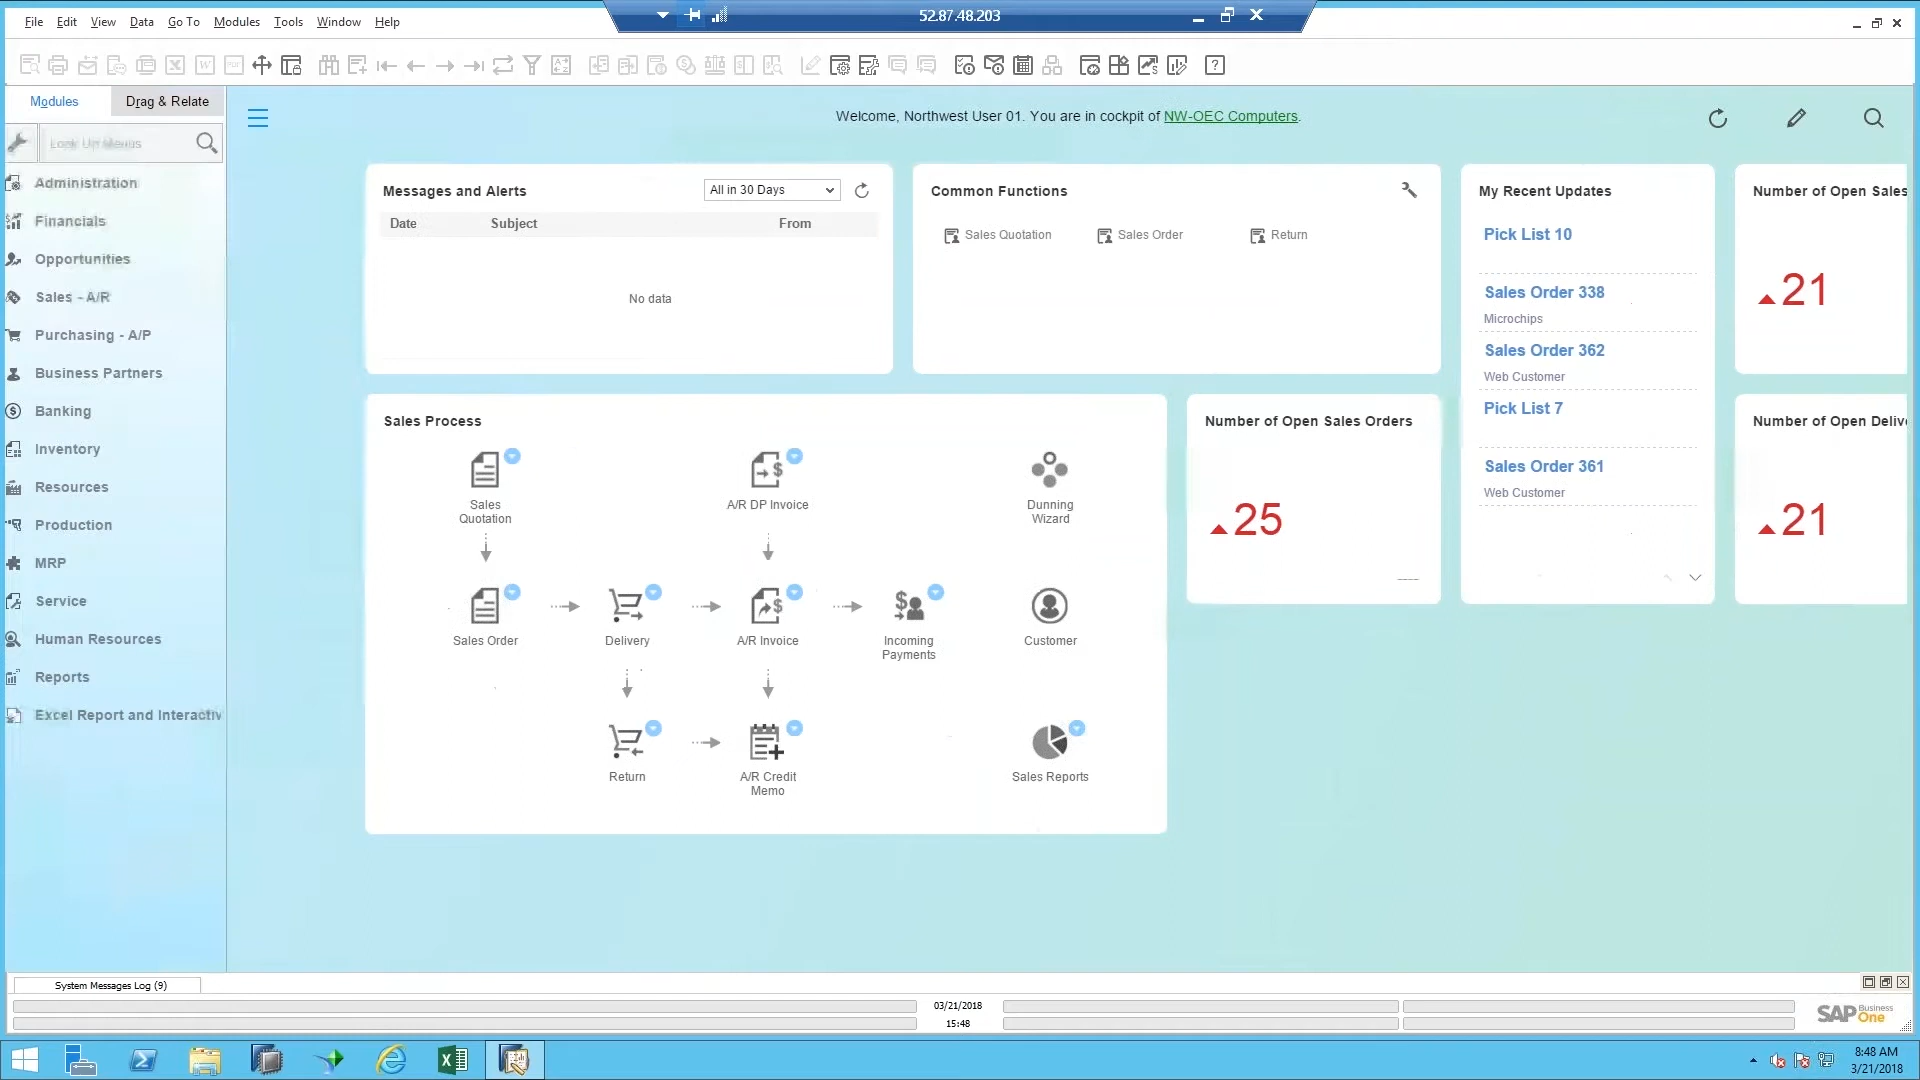 52.87.48.203
File Edit View Data Go To Modules Tools Window Help
Modules Drag & Relate
Look Up Menus
Administration
Financials
Opportunities
Sales - A/R
Purchasing - A/P
Business Partners
Banking
Inventory
Resources
Production
MRP
Service
Human Resources
Reports
Excel Report and Interactiv
Welcome, Northwest User 01. You are in cockpit of NW-OEC Computers.
Messages and Alerts All in 30 Days
Date Subject From
No data
Common Functions
Sales Quotation Sales Order Return
My Recent Updates
Pick List 10
Sales Order 338
Microchips
Sales Order 362
Web Customer
Pick List 7
Sales Order 361
Web Customer
Number of Open Sales
21
Sales Process
Sales
Quotation
A/R DP Invoice
Dunning
Wizard
Sales Order
Delivery
A/R Invoice
Incoming
Payments
Customer
Return
A/R Credit
Memo
Sales Reports
Number of Open Sales Orders
25
Number of Open Delive
21
System Messages Log (9)
03/21/2018
15:48
SAP Business One
8:48 AM
3/21/2018